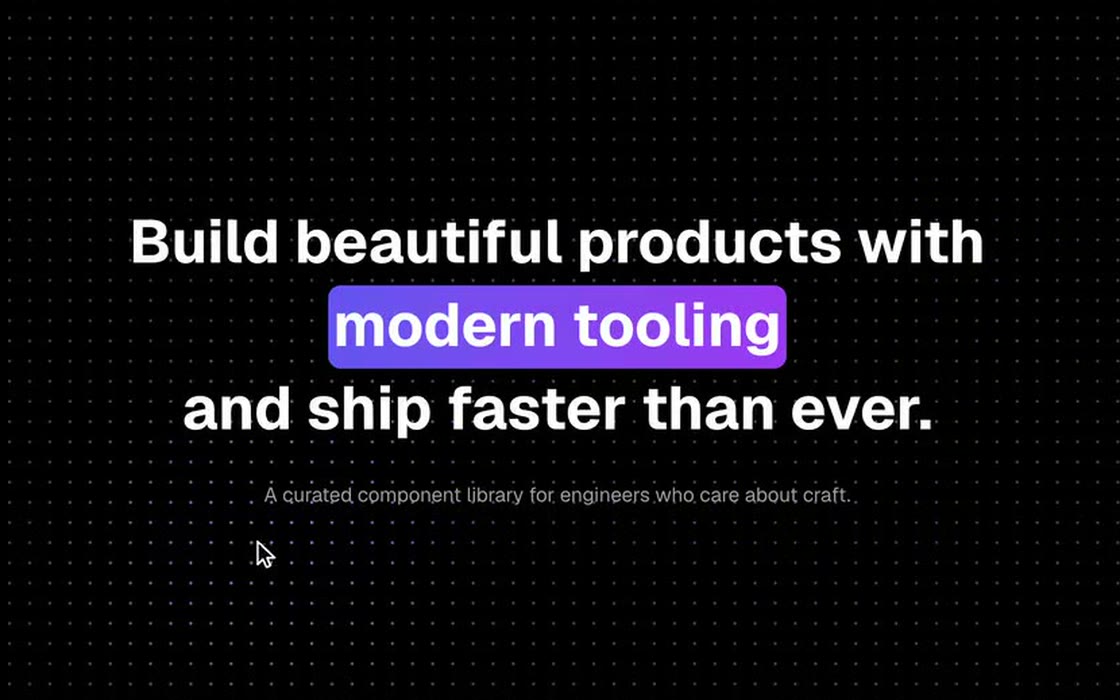 Build beautiful products with
modern tooling
and ship faster than ever.
A curated component library for engineers who care about craft.